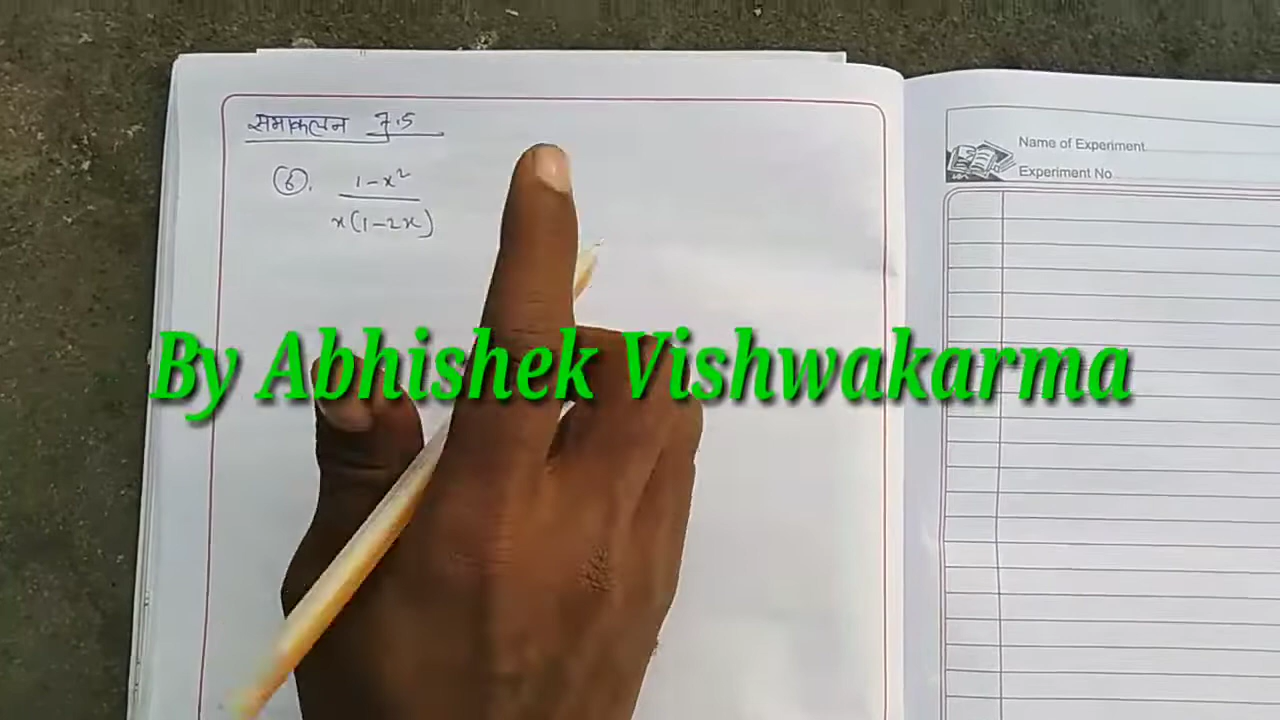 समाकलन 7.5
(6). 1-x²
x(1-2x)
By Abhishek Vishwakarma
Name of Experiment
Experiment No